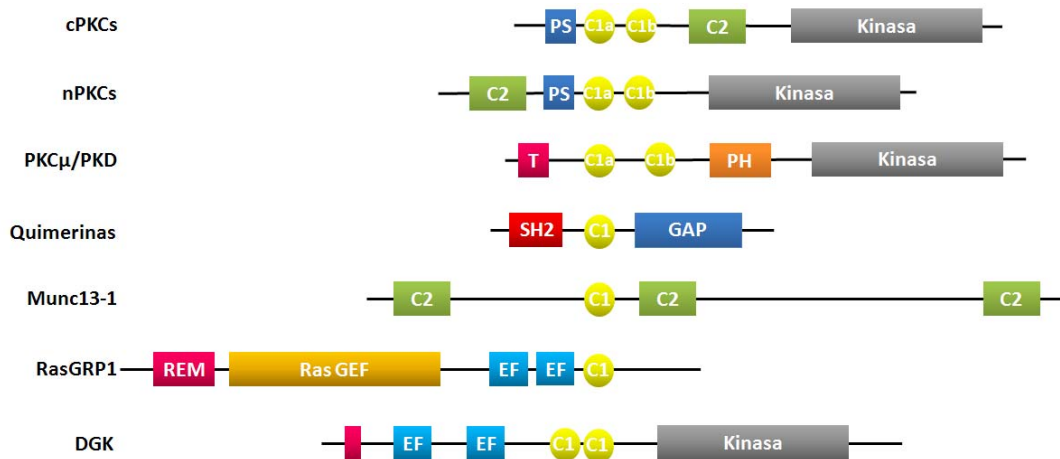 cPKCs PS C1a C1b C2 Kinasa
nPKCs C2 PS C1a C1b Kinasa
PKCμ/PKD T C1a C1b PH Kinasa
Quimerinas SH2 C1 GAP
Munc13-1 C2 C1 C2 C2
RasGRP1 REM Ras GEF EF EF C1
DGK EF EF C1 C1 Kinasa